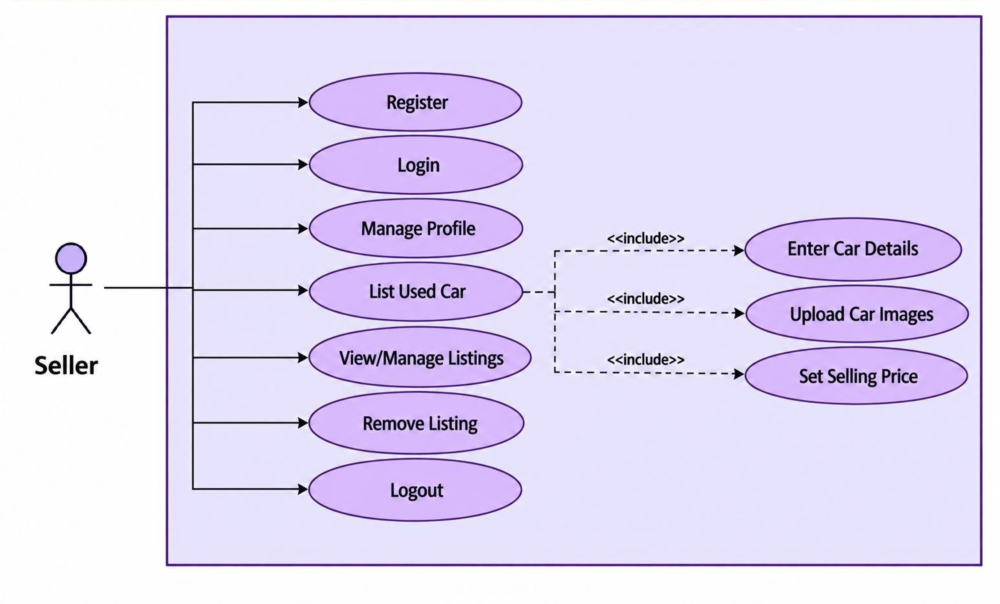 Register
Login
Manage Profile
List Used Car
View/Manage Listings
Remove Listing
Logout
<<include>>
Enter Car Details
<<include>>
Upload Car Images
<<include>>
Set Selling Price
Seller